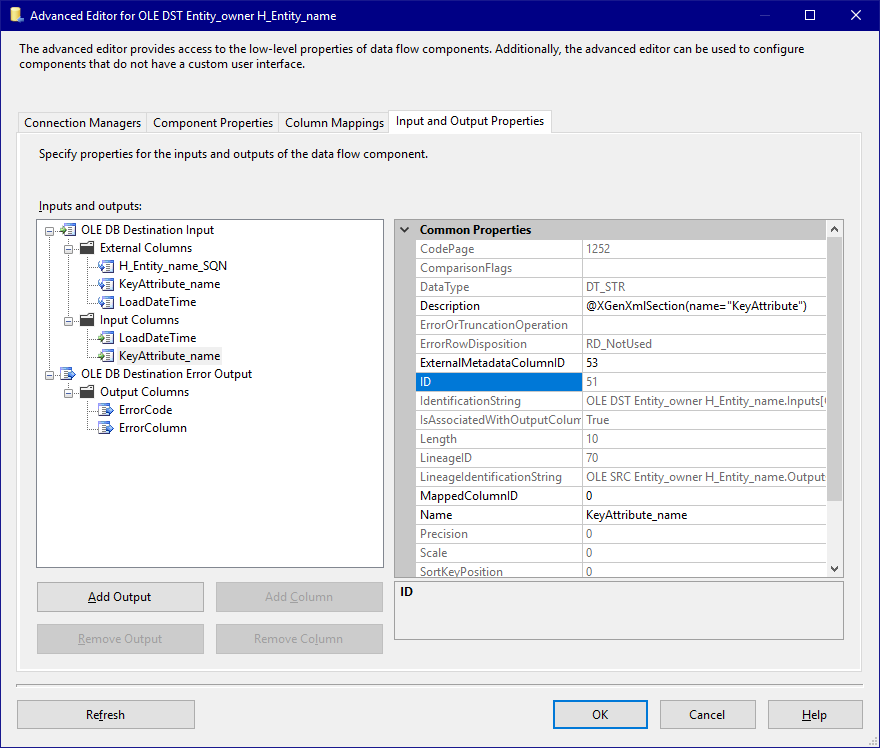 Advanced Editor for OLE DST Entity_owner H_Entity_name
The advanced editor provides access to the low-level properties of data flow components. Additionally, the advanced editor can be used to configure
components that do not have a custom user interface.
Connection Managers Component Properties Column Mappings Input and Output Properties
Specify properties for the inputs and outputs of the data flow component.
Inputs and outputs:
OLE DB Destination Input
External Columns
H_Entity_name_SQN
KeyAttribute_name
LoadDateTime
Input Columns
LoadDateTime
KeyAttribute_name
OLE DB Destination Error Output
Output Columns
ErrorCode
ErrorColumn
Common Properties
CodePage 1252
ComparisonFlags
DataType DT_STR
Description @XGenXmlSection(name="KeyAttribute")
ErrorOrTruncationOperation
ErrorRowDisposition RD_NotUsed
ExternalMetadataColumnID 53
ID 51
IdentificationString OLE DST Entity_owner H_Entity_name.Inputs[
IsAssociatedWithOutputColum True
Length 10
LineageID 70
LineageIdentificationString OLE SRC Entity_owner H_Entity_name.Output
MappedColumnID 0
Name KeyAttribute_name
Precision 0
Scale 0
SortKeyPosition 0
Add Output Add Column
Remove Output Remove Column
ID
Refresh OK Cancel Help